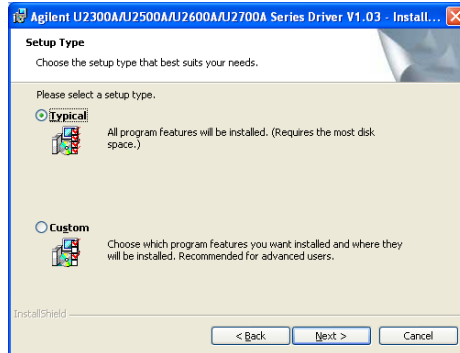 Agilent U2300A/U2500A/U2600A/U2700A Series Driver V1.03 - Install...
Setup Type
Choose the setup type that best suits your needs.
Please select a setup type.
Typical
All program features will be installed. (Requires the most disk
space.)
Custom
Choose which program features you want installed and where they
will be installed. Recommended for advanced users.
InstallShield
< Back
Next >
Cancel